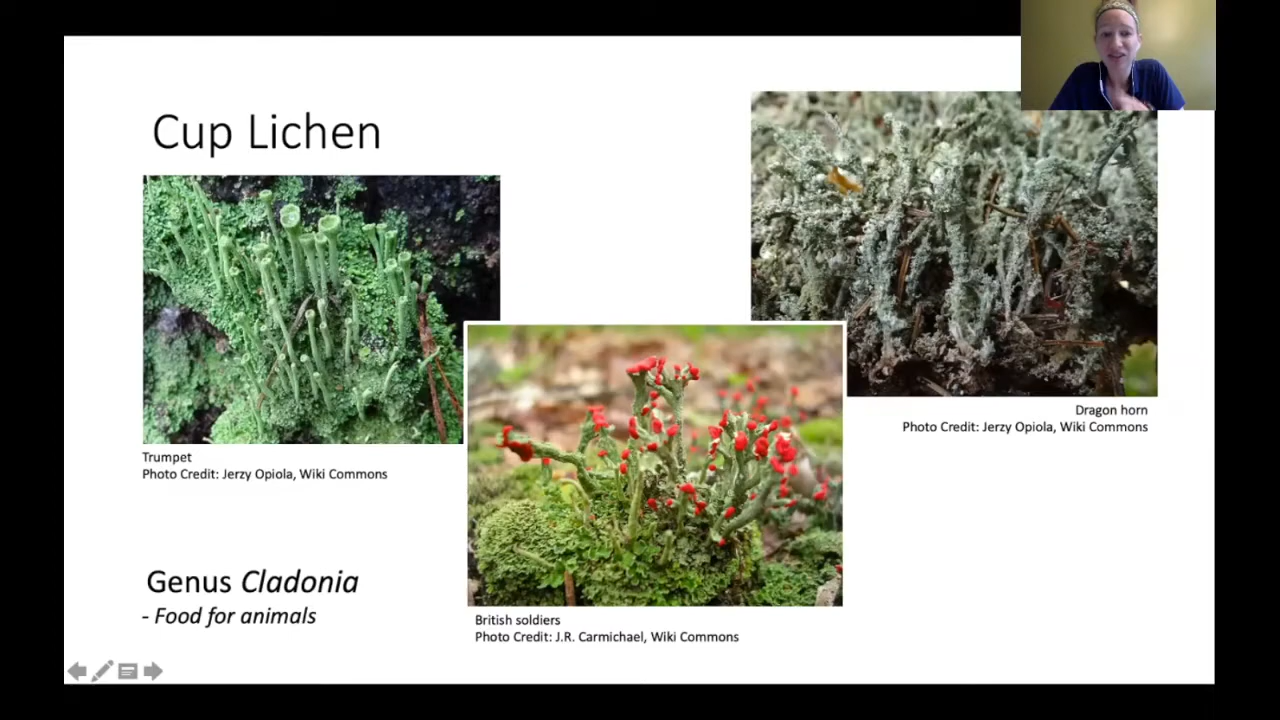 Cup Lichen
Trumpet
Photo Credit: Jerzy Opiola, Wiki Commons
Dragon horn
Photo Credit: Jerzy Opiola, Wiki Commons
British soldiers
Photo Credit: J.R. Carmichael, Wiki Commons
Genus Cladonia
- Food for animals